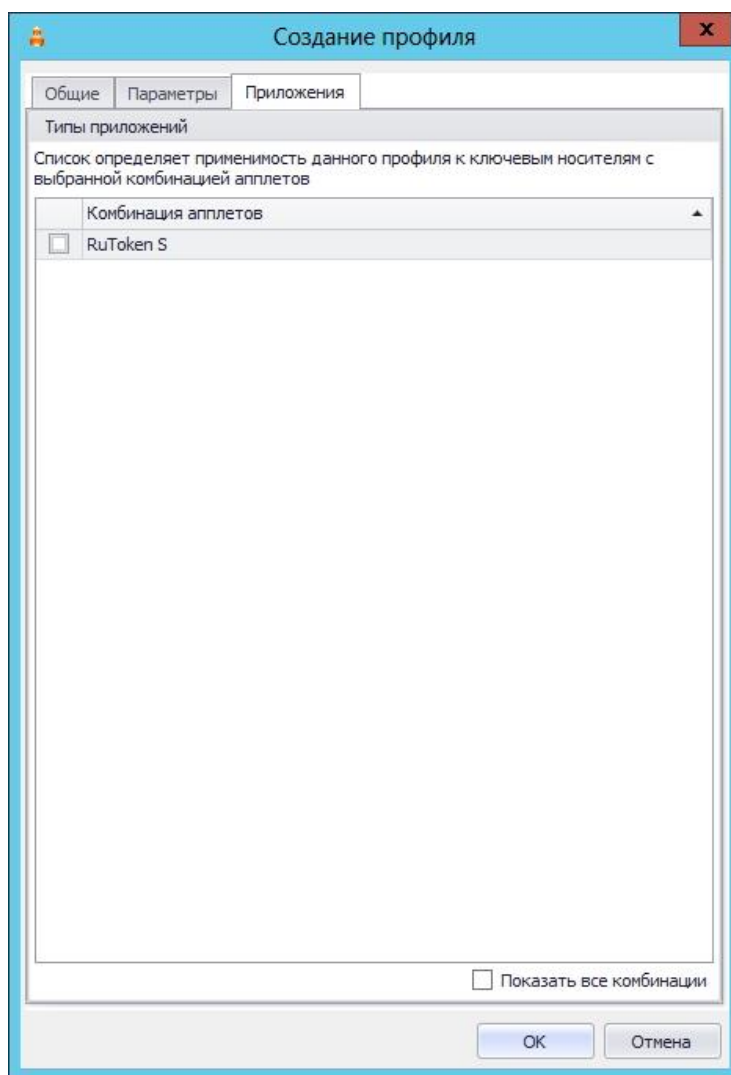 Создание профиля
x
Общие Параметры Приложения
Типы приложений
Список определяет применимость данного профиля к ключевым носителям с
выбранной комбинацией апплетов
Комбинация апплетов
RuToken S
Показать все комбинации
ОК Отмена